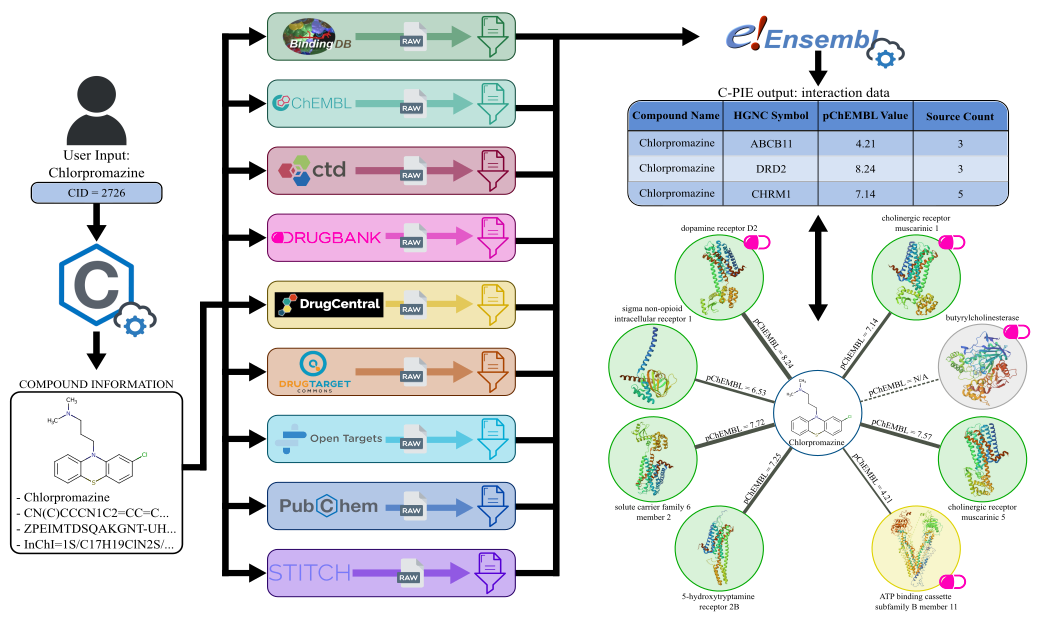 User Input:
Chlorpromazine
CID = 2726
C
COMPOUND INFORMATION
CH₃
N
H₃C
N
Cl
S
- Chlorpromazine
- CN(C)CCCN1C2=CC=C...
- ZPEIMTDSQAKGNT-UH...
- InChI=1S/C17H19ClN2S/...
BindingDB
RAW
ChEMBL
RAW
ctd
RAW
DRUGBANK
RAW
DrugCentral
RAW
DRUGTARGET
COMMONS
RAW
Open Targets
RAW
PubChem
RAW
STITCH
RAW
e!Ensembl
C-PIE output: interaction data
Compound Name HGNC Symbol pChEMBL Value Source Count
Chlorpromazine ABCB11 4.21 3
Chlorpromazine DRD2 8.24 3
Chlorpromazine CHRM1 7.14 5
dopamine receptor D2
cholinergic receptor
muscarinic 1
sigma non-opioid
intracellular receptor 1
butyrylcholinesterase
pChEMBL = 8.24
pChEMBL = 7.14
pChEMBL = 6.53
pChEMBL = N/A
CH₃
N
H₃C
N
Cl
S
Chlorpromazine
pChEMBL = 7.72
pChEMBL = 7.57
pChEMBL = 7.25
pChEMBL = 4.21
solute carrier family 6
member 2
cholinergic receptor
muscarinic 5
5-hydroxytryptamine
receptor 2B
ATP binding cassette
subfamily B member 11